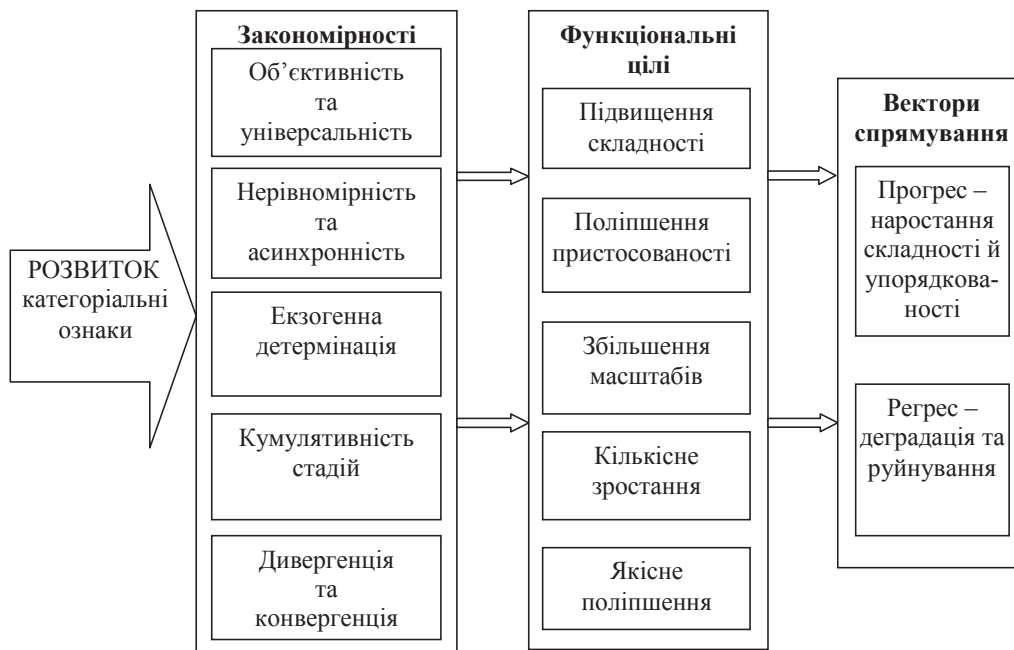 РОЗВИТОК
категоріальні
ознаки
Закономірності
Об’єктивність
та
універсальність
Нерівномірність
та
асинхронність
Екзогенна
детермінація
Кумулятивність
стадій
Дивергенція
та
конвергенція
Функціональні
цілі
Підвищення
складності
Поліпшення
пристосованості
Збільшення
масштабів
Кількісне
зростання
Якісне
поліпшення
Вектори
спрямування
Прогрес –
наростання
складності й
упорядкова-
ності
Регрес –
деградація та
руйнування